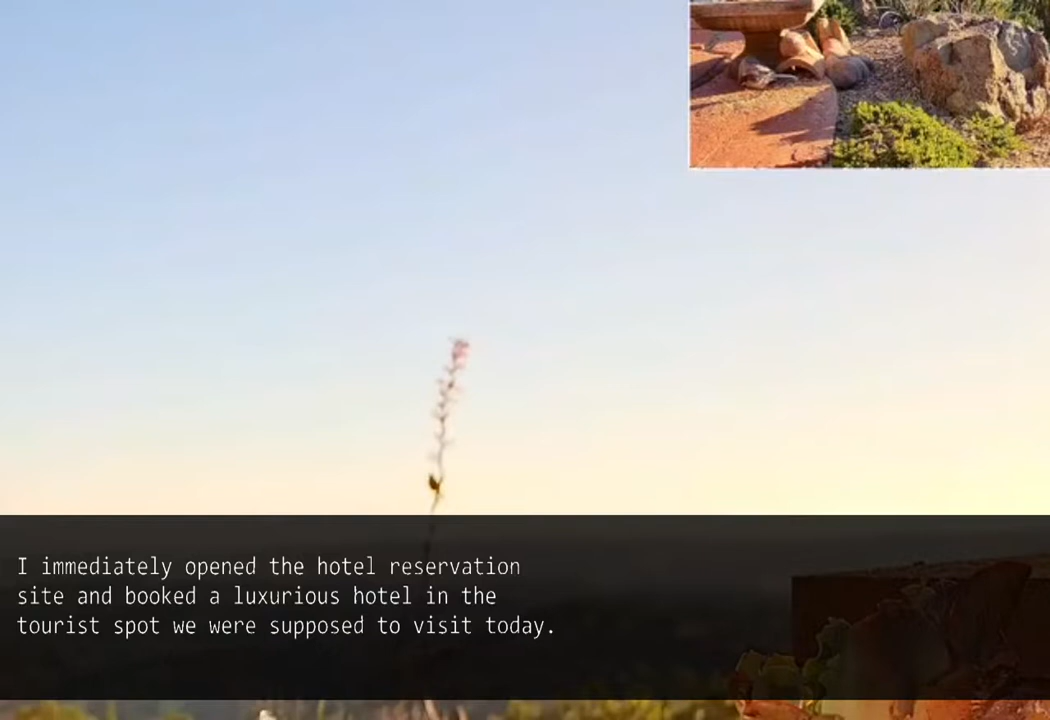 I immediately opened the hotel reservation
site and booked a luxurious hotel in the
tourist spot we were supposed to visit today.